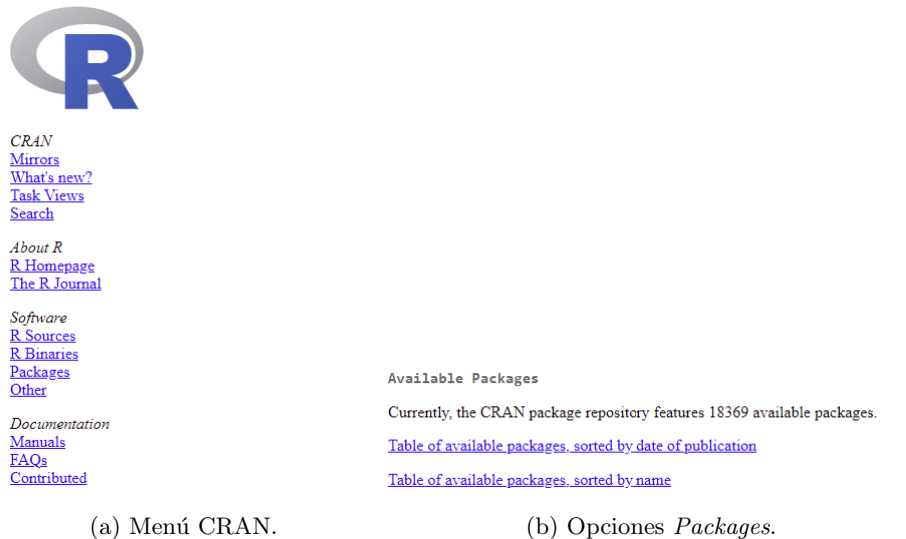 R
CRAN
Mirrors
What's new?
Task Views
Search
About R
R Homepage
The R Journal
Software
R Sources
R Binaries
Packages
Other
Documentation
Manuals
FAQs
Contributed
(a) Menú CRAN.
Available Packages
Currently, the CRAN package repository features 18369 available packages.
Table of available packages, sorted by date of publication
Table of available packages, sorted by name
(b) Opciones Packages.